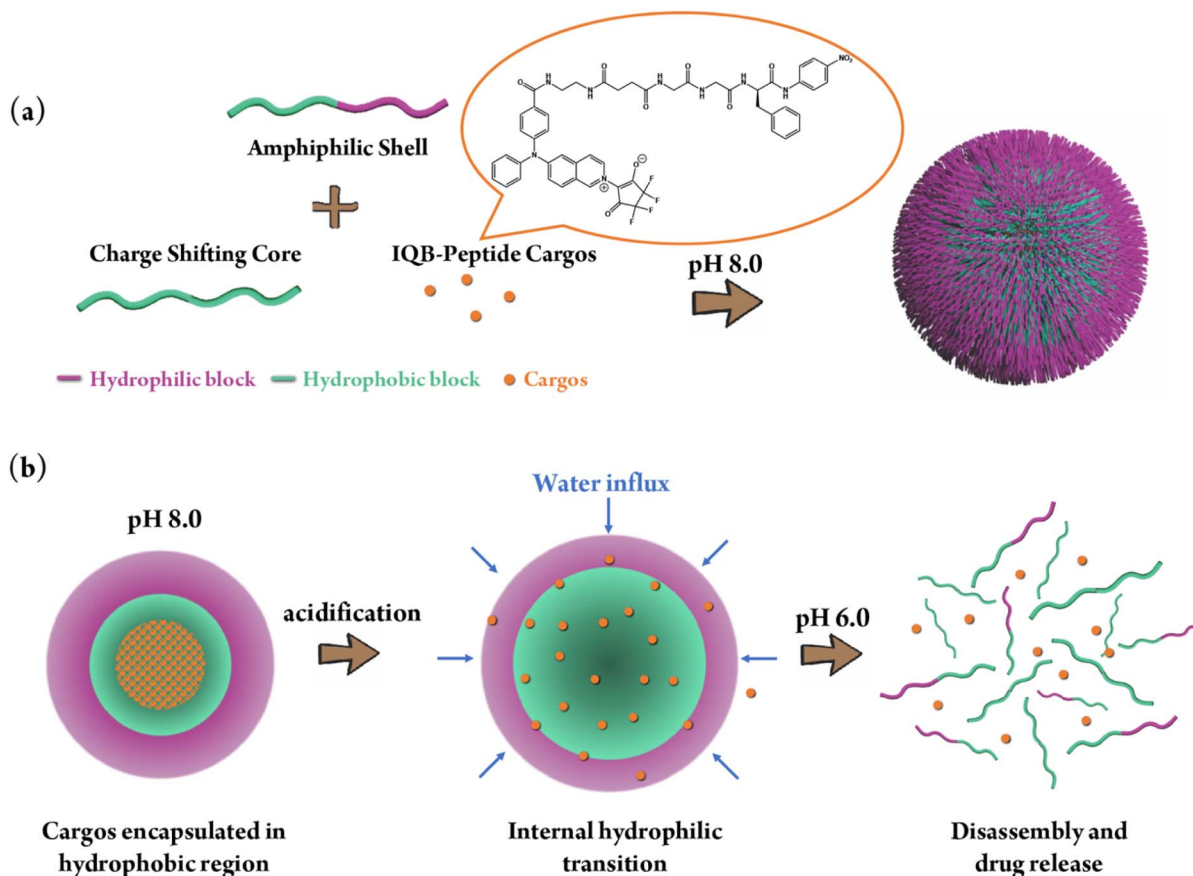 (a)
Amphiphilic Shell
Charge Shifting Core
IQB-Peptide Cargos
pH 8.0
Hydrophilic block
Hydrophobic block
Cargos
O
H
N
N
H
O
O
H
N
O
N
H
O
H
N
O
N
H
NO₂
N
N
+
O
⊖
O
F
F
F
F
(b)
pH 8.0
acidification
Water influx
pH 6.0
Cargos encapsulated in
hydrophobic region
Internal hydrophilic
transition
Disassembly and
drug release